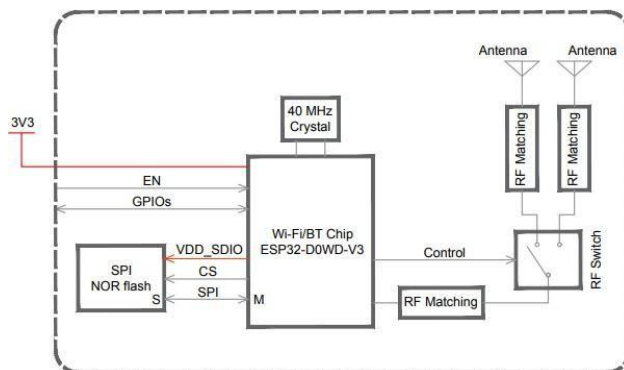 Antenna
Antenna
3V3
40 MHz
Crystal
RF Matching
RF Matching
EN
GPIOs
Wi-Fi/BT Chip
ESP32-D0WD-V3
SPI
NOR flash
S
VDD_SDIO
CS
SPI
M
Control
RF Switch
RF Matching